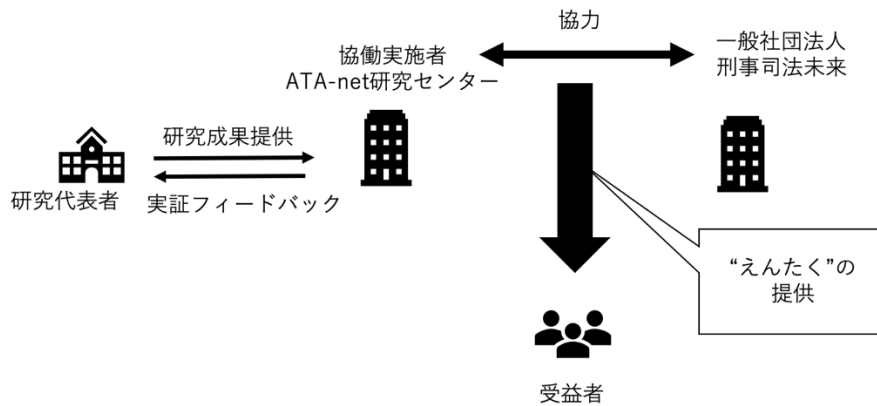 協力
協働実施者
ATA-net研究センター
一般社団法人
刑事司法未来
研究成果提供
実証フィードバック
研究代表者
“えんたく”の
提供
受益者